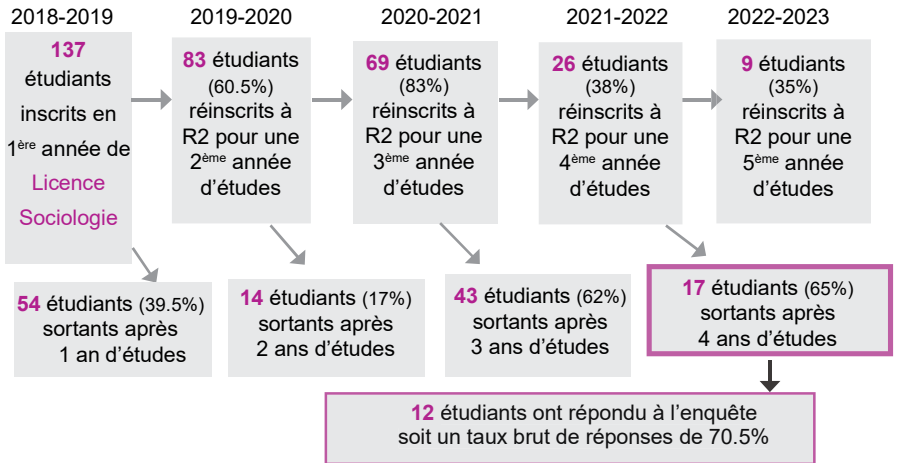 2018-2019
2019-2020
2020-2021
2021-2022
2022-2023
137
étudiants
inscrits en
1ère année de
Licence
Sociologie
83 étudiants
(60.5%)
réinscrits à
R2 pour une
2ème année
d'études
69 étudiants
(83%)
réinscrits à
R2 pour une
3ème année
d'études
26 étudiants
(38%)
réinscrits à
R2 pour une
4ème année
d'études
9 étudiants
(35%)
réinscrits à
R2 pour une
5ème année
d'études
54 étudiants (39.5%)
sortants après
1 an d'études
14 étudiants (17%)
sortants après
2 ans d'études
43 étudiants (62%)
sortants après
3 ans d'études
17 étudiants (65%)
sortants après
4 ans d'études
12 étudiants ont répondu à l'enquête
soit un taux brut de réponses de 70.5%